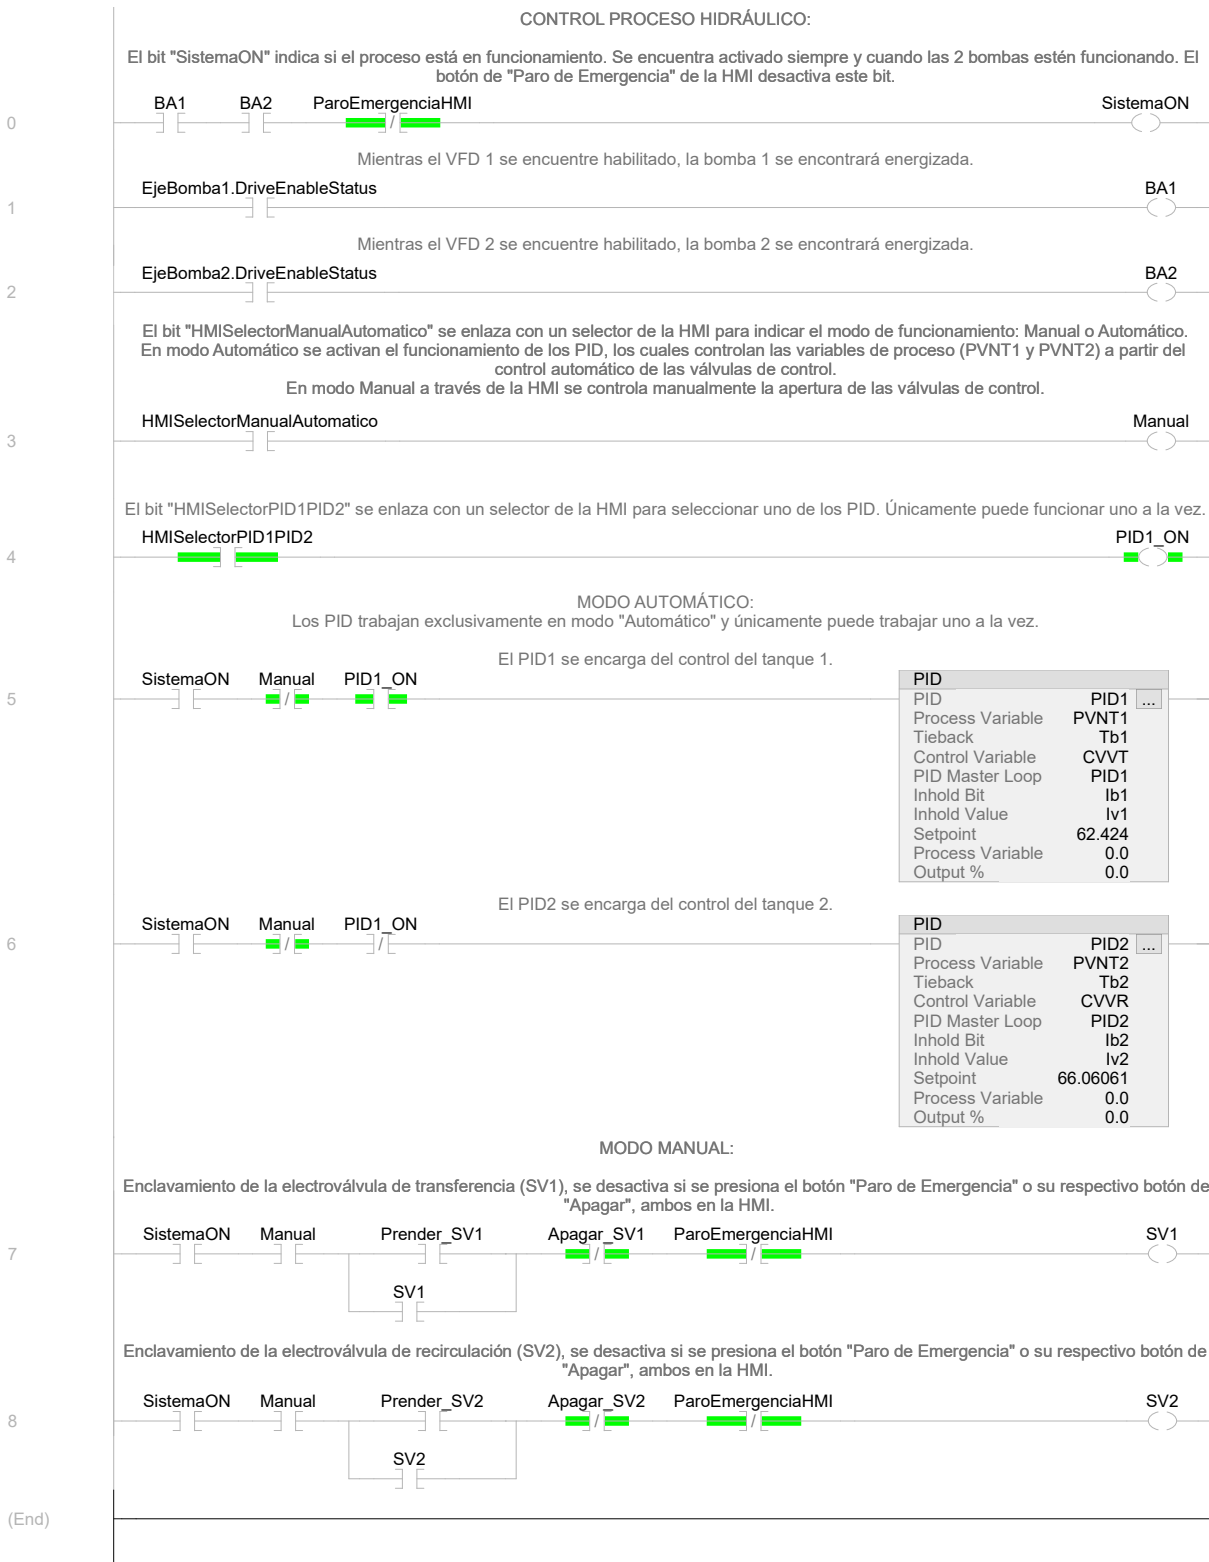 CONTROL PROCESO HIDRÁULICO:
El bit "SistemaON" indica si el proceso está en funcionamiento. Se encuentra activado siempre y cuando las 2 bombas estén funcionando. El
botón de "Paro de Emergencia" de la HMI desactiva este bit.
BA1 BA2 ParoEmergenciaHMI SistemaON
0
/
Mientras el VFD 1 se encuentre habilitado, la bomba 1 se encontrará energizada.
EjeBomba1.DriveEnableStatus BA1
1
Mientras el VFD 2 se encuentre habilitado, la bomba 2 se encontrará energizada.
EjeBomba2.DriveEnableStatus BA2
2
El bit "HMISelectorManualAutomatico" se enlaza con un selector de la HMI para indicar el modo de funcionamiento: Manual o Automático.
En modo Automático se activan el funcionamiento de los PID, los cuales controlan las variables de proceso (PVNT1 y PVNT2) a partir del
control automático de las válvulas de control.
En modo Manual a través de la HMI se controla manualmente la apertura de las válvulas de control.
HMISelectorManualAutomatico Manual
3
El bit "HMISelectorPID1PID2" se enlaza con un selector de la HMI para seleccionar uno de los PID. Únicamente puede funcionar uno a la vez.
HMISelectorPID1PID2 PID1_ON
4
MODO AUTOMÁTICO:
Los PID trabajan exclusivamente en modo "Automático" y únicamente puede trabajar uno a la vez.
El PID1 se encarga del control del tanque 1.
SistemaON Manual PID1_ON
5
/
PID
PID PID1 ...
Process Variable PVNT1
Tieback Tb1
Control Variable CVVT
PID Master Loop PID1
Inhold Bit Ib1
Inhold Value Iv1
Setpoint 62.424
Process Variable 0.0
Output % 0.0
El PID2 se encarga del control del tanque 2.
SistemaON Manual PID1_ON
6
/ /
PID
PID PID2 ...
Process Variable PVNT2
Tieback Tb2
Control Variable CVVR
PID Master Loop PID2
Inhold Bit Ib2
Inhold Value Iv2
Setpoint 66.06061
Process Variable 0.0
Output % 0.0
MODO MANUAL:
Enclavamiento de la electroválvula de transferencia (SV1), se desactiva si se presiona el botón "Paro de Emergencia" o su respectivo botón de
"Apagar", ambos en la HMI.
SistemaON Manual Prender_SV1 Apagar_SV1 ParoEmergenciaHMI SV1
7
/ /
SV1
Enclavamiento de la electroválvula de recirculación (SV2), se desactiva si se presiona el botón "Paro de Emergencia" o su respectivo botón de
"Apagar", ambos en la HMI.
SistemaON Manual Prender_SV2 Apagar_SV2 ParoEmergenciaHMI SV2
8
/ /
SV2
(End)